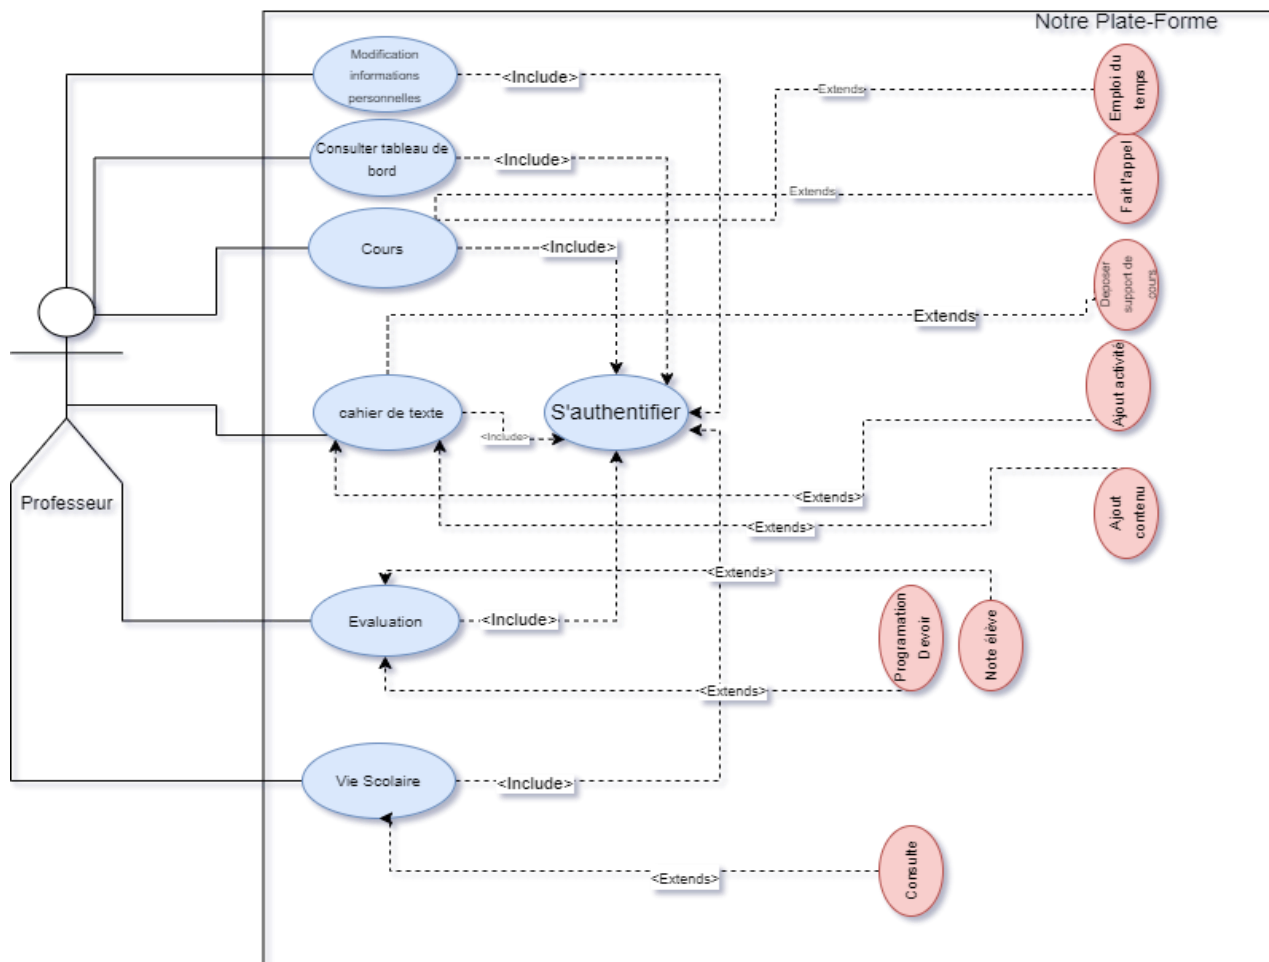 Notre Plate-Forme
Modification
informations
personnelles
<Include>
Extends
Emploi du
temps
Consulter tableau de
bord
<Include>
Extends
Fait l'appel
Cours
<Include>
Deposer
support de
cours
Extends
Ajout activité
cahier de texte
S'authentifier
<Include>
Professeur
<Extends>
<Extends>
Ajout
contenu
<Extends>
Evaluation
<Include>
Programation
Devoir
Note élève
<Extends>
Vie Scolaire
<Include>
<Extends>
Consulte